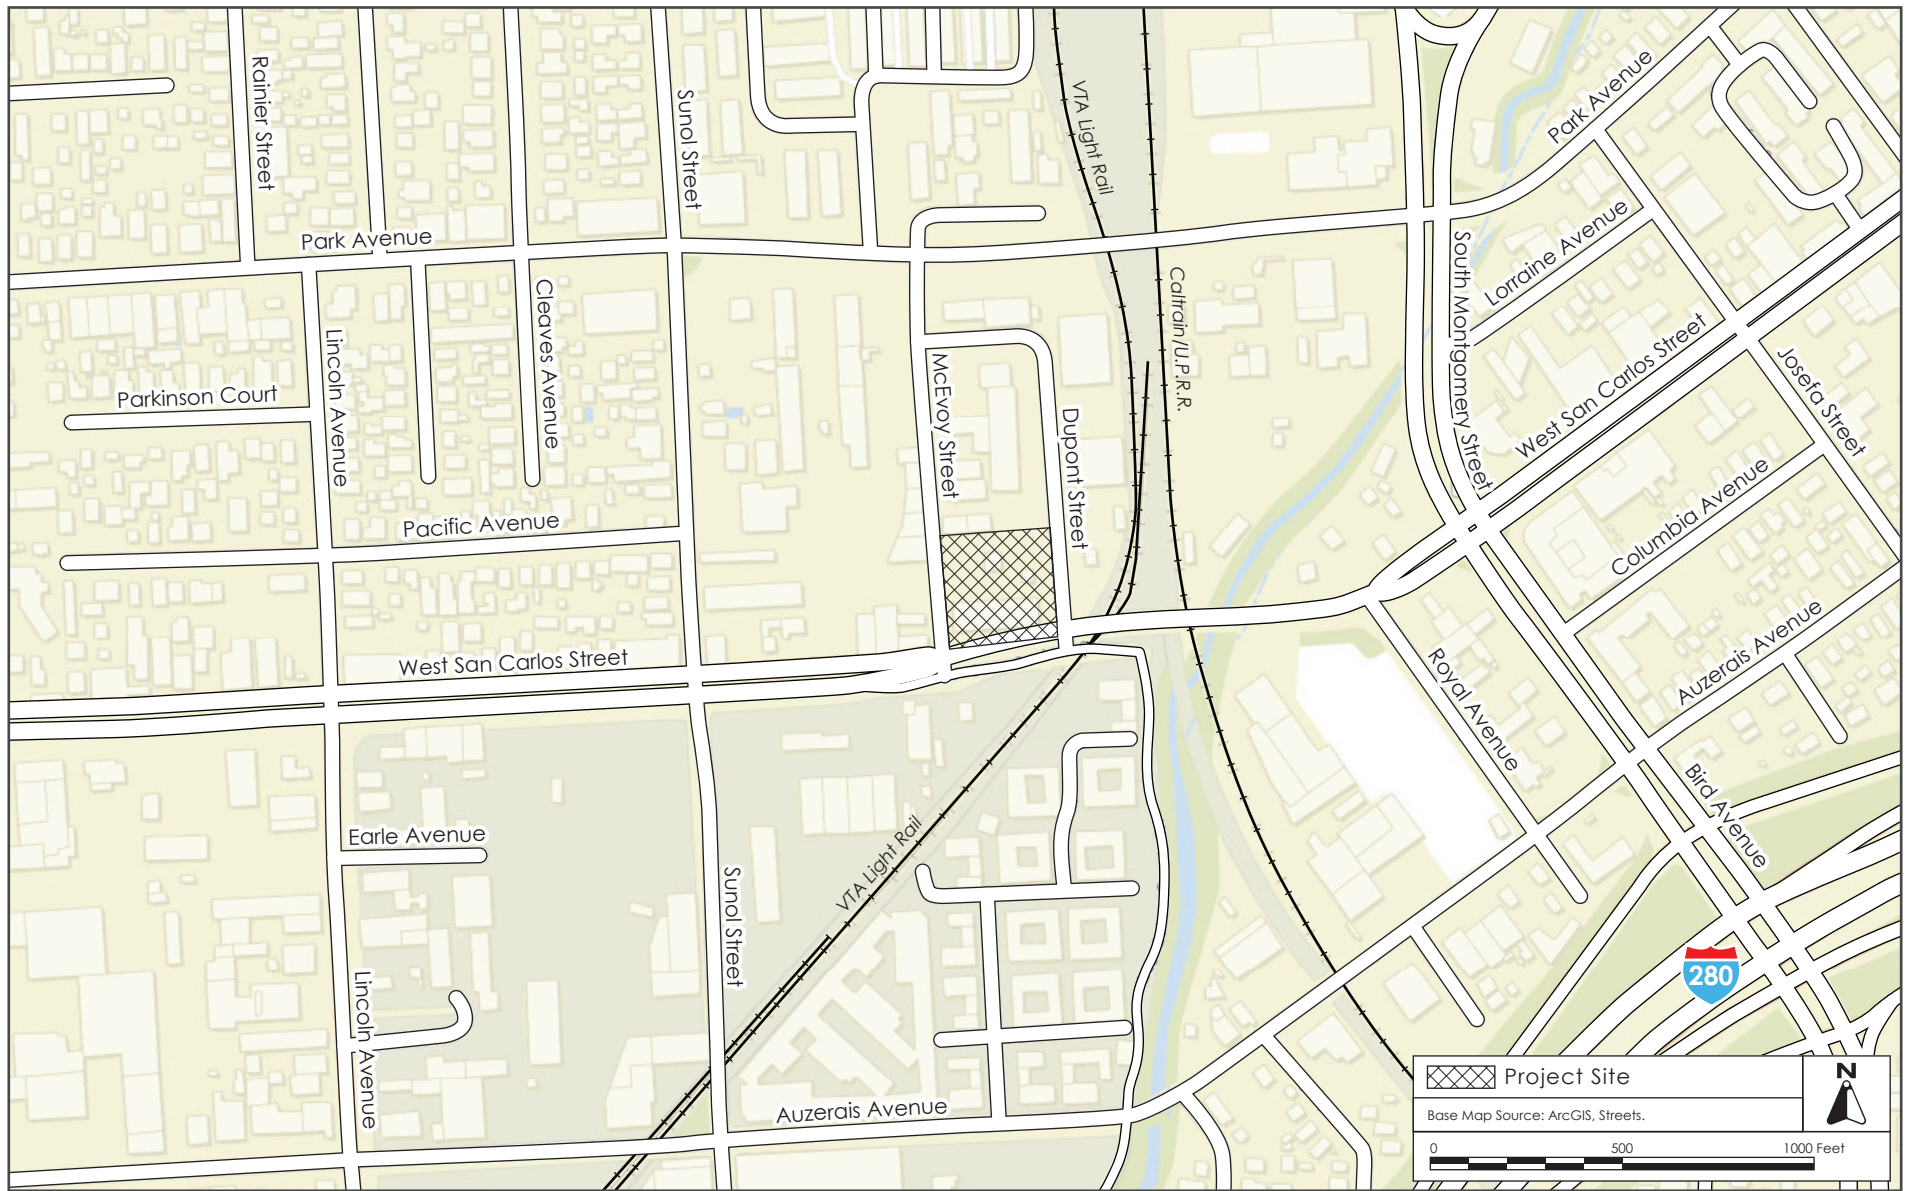 Rainier Street
Sunol Street
VTA Light Rail
Park Avenue
Park Avenue
Lorraine Avenue
South Montgomery Street
Caltrain/U.P.R.R.
Cleaves Avenue
Lincoln Avenue
Parkinson Court
McEvoy Street
Dupont Street
West San Carlos Street
Josefa Street
Columbia Avenue
Pacific Avenue
West San Carlos Street
Auzerais Avenue
Royal Avenue
Bird Avenue
Earle Avenue
VTA Light Rail
Sunol Street
Lincoln Avenue
280
Auzerais Avenue
Project Site
N
Base Map Source: ArcGIS, Streets.
0 500 1000 Feet